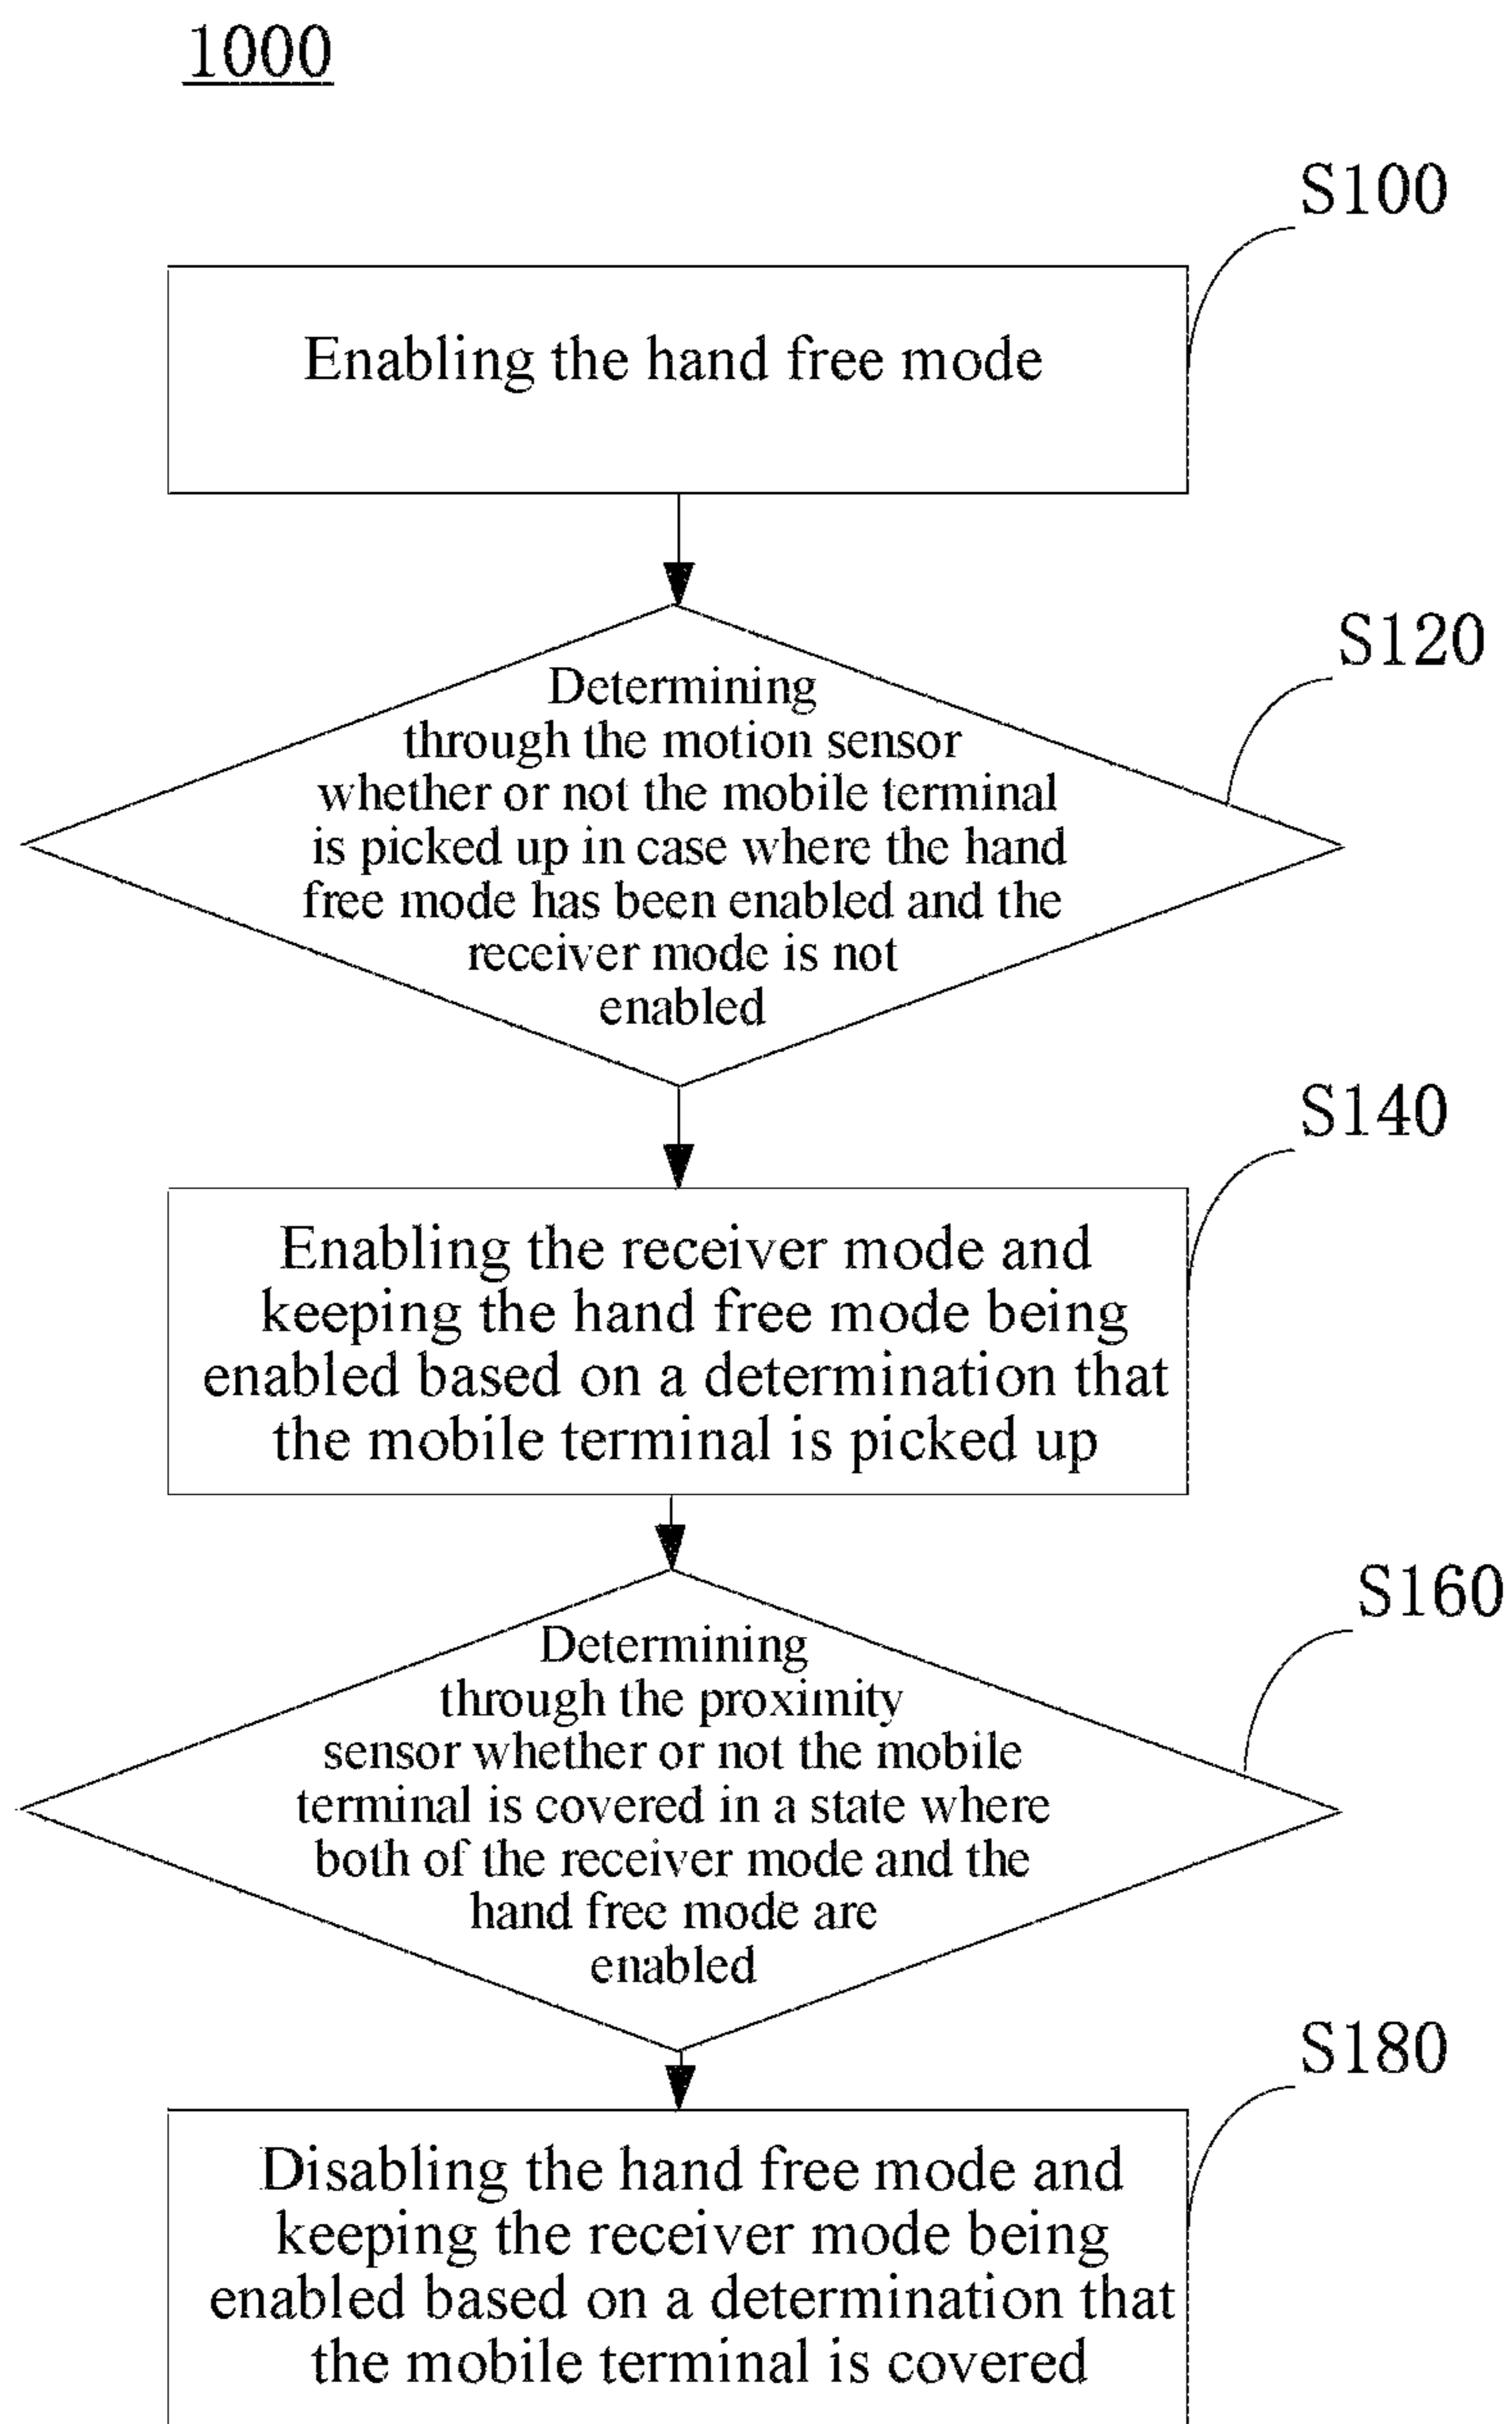 1000
S100
Enabling the hand free mode
S120
Determining
through the motion sensor
whether or not the mobile terminal
is picked up in case where the hand
free mode has been enabled and the
receiver mode is not
enabled
S140
Enabling the receiver mode and
keeping the hand free mode being
enabled based on a determination that
the mobile terminal is picked up
S160
Determining
through the proximity
sensor whether or not the mobile
terminal is covered in a state where
both of the receiver mode and the
hand free mode are
enabled
S180
Disabling the hand free mode and
keeping the receiver mode being
enabled based on a determination that
the mobile terminal is covered